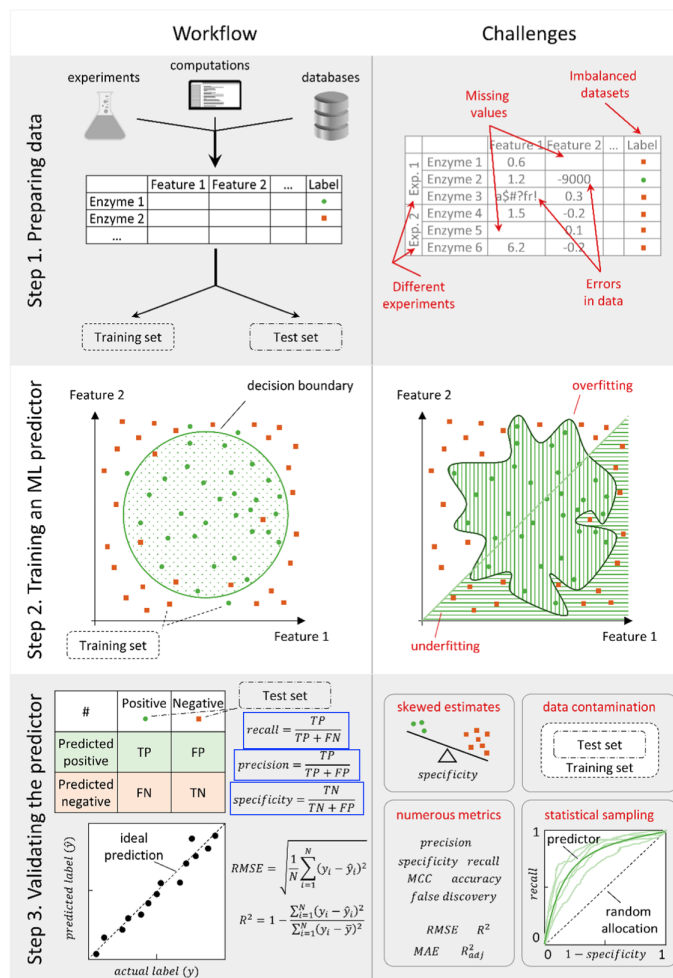 Workflow
Challenges
Step 1. Preparing data
experiments
computations
databases
Feature 1 Feature 2 ... Label
Enzyme 1
Enzyme 2
...
Training set
Test set
Imbalanced
datasets
Missing
values
Feature 1 Feature 2 ... Label
Exp. 1
Enzyme 1 0.6
Enzyme 2 1.2 -9000
Enzyme 3 a$#?fr! 0.3
Exp. 2
Enzyme 4 1.5 -0.2
Enzyme 5 0.1
Enzyme 6 6.2 -0.2
Different
experiments
Errors
in data
Step 2. Training an ML predictor
Feature 2
decision boundary
Training set
Feature 1
Feature 2
overfitting
underfitting
Feature 1
Step 3. Validating the predictor
# Positive Negative
Test set
Predicted
positive
TP FP
Predicted
negative
FN TN
recall = TP / TP + FN
precision = TP / TP + FP
specificity = TN / TN + FP
ideal
prediction
predicted label (ŷ)
actual label (y)
RMSE = √(1/N ∑_{i=1}^{N} (y_i − ŷ_i)²)
R² = 1 − ∑_{i=1}^{N} (y_i − ŷ_i)² / ∑_{i=1}^{N} (y_i − ȳ)²
skewed estimates
specificity
data contamination
Test set
Training set
numerous metrics
precision
specificity recall
MCC accuracy
false discovery
RMSE R²
MAE R²adj
statistical sampling
1
predictor
recall
random
allocation
0
0 1 − specificity 1